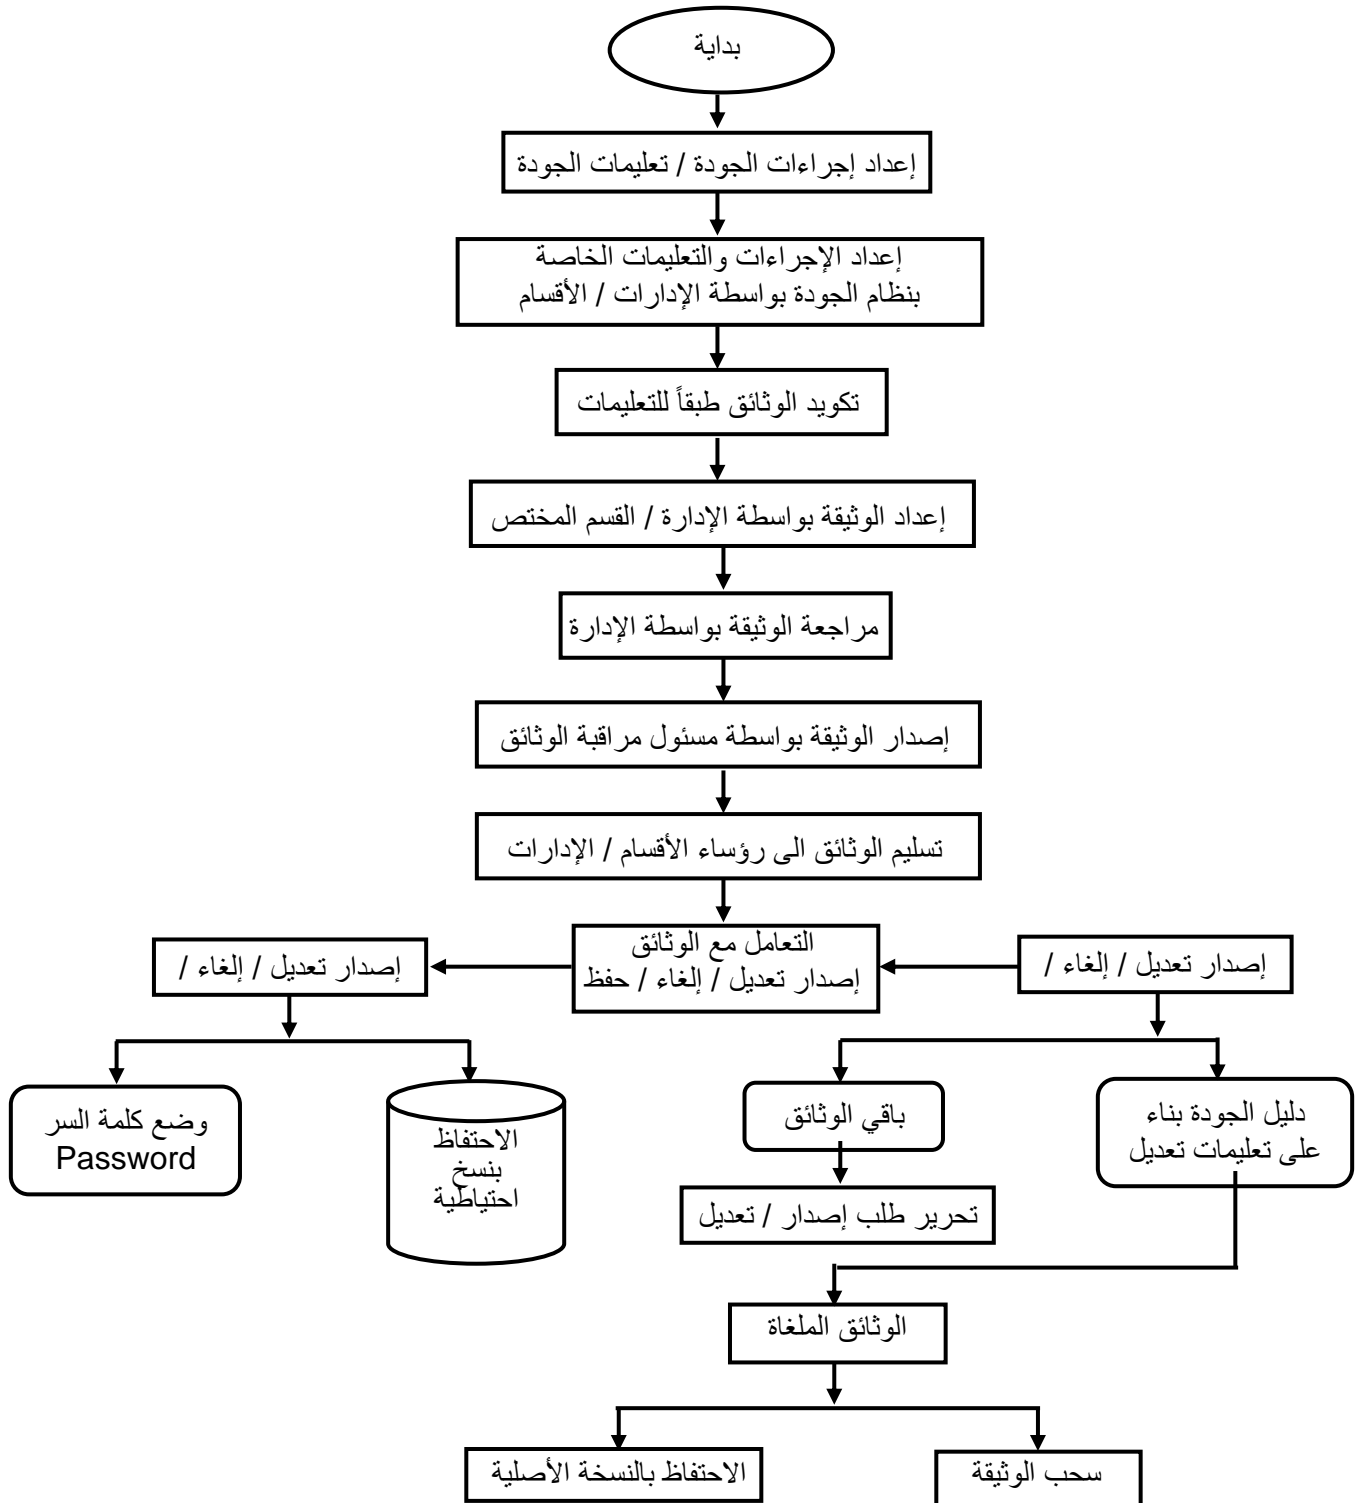 بداية
إعداد إجراءات الجودة / تعليمات الجودة
إعداد الإجراءات والتعليمات الخاصة
بنظام الجودة بواسطة الإدارات / الأقسام
تكويد الوثائق طبقاً للتعليمات
إعداد الوثيقة بواسطة الإدارة / القسم المختص
مراجعة الوثيقة بواسطة الإدارة
إصدار الوثيقة بواسطة مسئول مراقبة الوثائق
تسليم الوثائق الى رؤساء الأقسام / الإدارات
إصدار تعديل / إلغاء /
التعامل مع الوثائق
إصدار تعديل / إلغاء / حفظ
إصدار تعديل / إلغاء /
دليل الجودة بناء
على تعليمات تعديل
باقي الوثائق
الاحتفاظ
بنسخ
احتياطية
وضع كلمة السر
Password
تحرير طلب إصدار / تعديل
الوثائق الملغاة
سحب الوثيقة
الاحتفاظ بالنسخة الأصلية